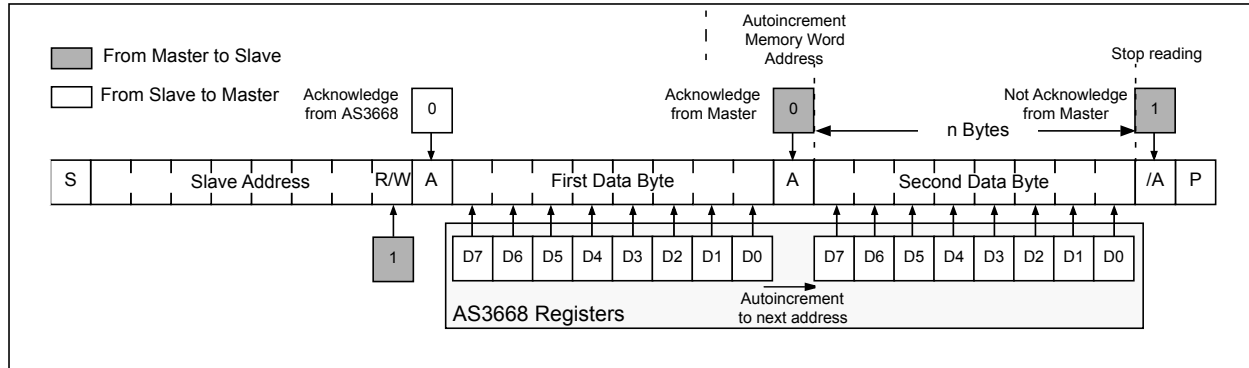 From Master to Slave
From Slave to Master
Acknowledge
from AS3668
0
Autoincrement
Memory Word
Address
Acknowledge
from Master
0
Stop reading
Not Acknowledge
from Master
1
n Bytes
S Slave Address R/W A First Data Byte A Second Data Byte /A P
1
D7 D6 D5 D4 D3 D2 D1 D0
D7 D6 D5 D4 D3 D2 D1 D0
Autoincrement
to next address
AS3668 Registers